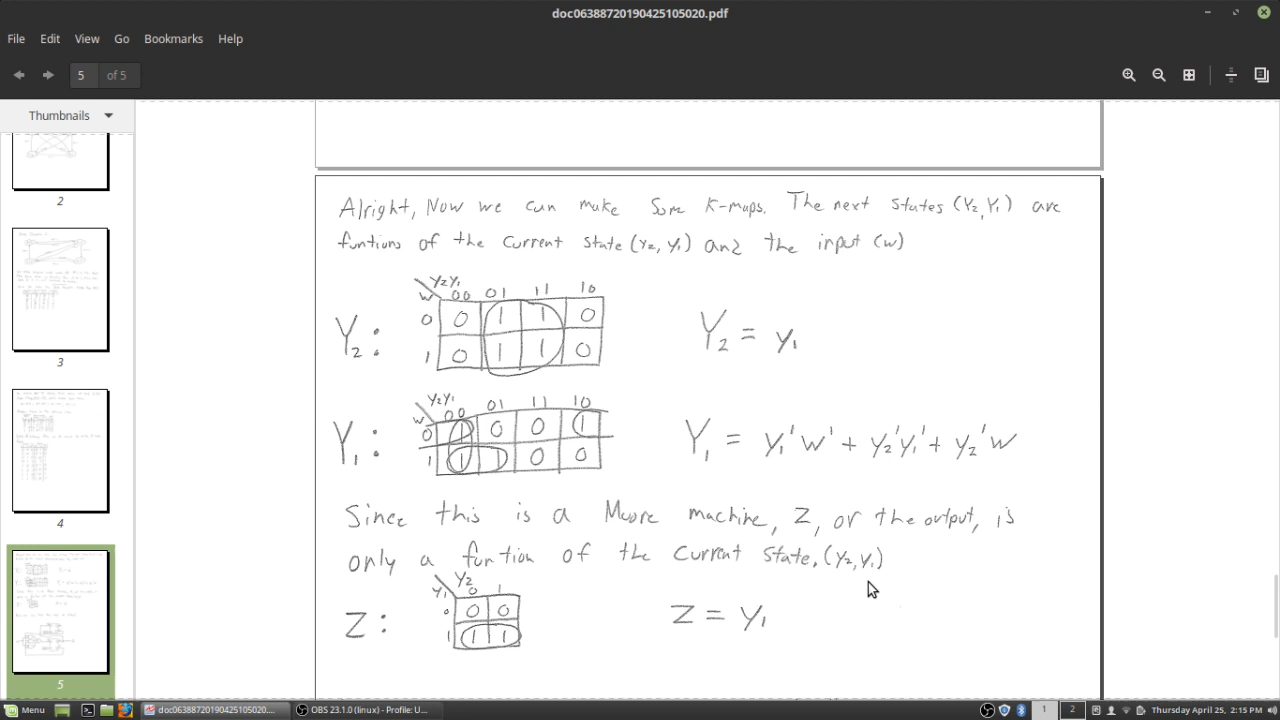 doc06388720190425105020.pdf
File Edit View Go Bookmarks Help
5 of 5
Thumbnails
2
3
4
5
Alright, Now we can make some K-maps. The next states (Y2,Y1) are
funtions of the current state (y2, y1) and the input (w)
Y2:
y2y1
w 00 01 11 10
0 0 1 1 0
1 0 1 1 0
Y2 = y1
Y1:
y2y1
w 00 01 11 10
0 1 0 0 1
1 1 1 0 0
Y1 = y1'w' + y2'y1' + y2'w
Since this is a Moore machine, Z, or the output, is
only a funtion of the current state, (y2, y1)
Z:
y2
y1 0 1
0 0 0
1 1 1
Z = y1
Menu doc06388720190425105020.... OBS 23.1.0 (linux) - Profile: U... 1 2 Thursday April 25, 2:15 PM